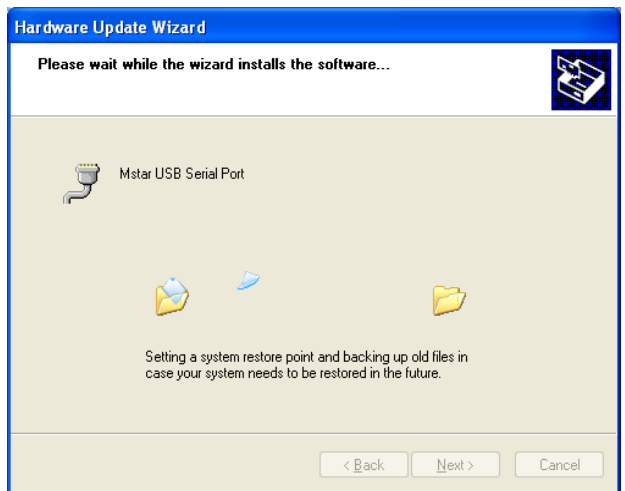 Hardware Update Wizard
Please wait while the wizard installs the software...
Mstar USB Serial Port
Setting a system restore point and backing up old files in
case your system needs to be restored in the future.
< Back Next > Cancel